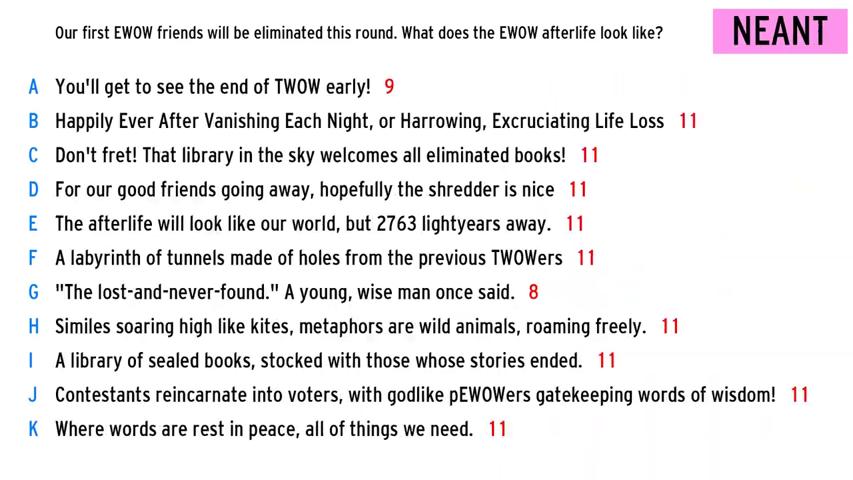 Our first EWOW friends will be eliminated this round. What does the EWOW afterlife look like?
NEANT
A You'll get to see the end of TWOW early! 9
B Happily Ever After Vanishing Each Night, or Harrowing, Excruciating Life Loss 11
C Don't fret! That library in the sky welcomes all eliminated books! 11
D For our good friends going away, hopefully the shredder is nice 11
E The afterlife will look like our world, but 2763 lightyears away. 11
F A labyrinth of tunnels made of holes from the previous TWOWers 11
G "The lost-and-never-found." A young, wise man once said. 8
H Similes soaring high like kites, metaphors are wild animals, roaming freely. 11
I A library of sealed books, stocked with those whose stories ended. 11
J Contestants reincarnate into voters, with godlike pEWOWers gatekeeping words of wisdom! 11
K Where words are rest in peace, all of things we need. 11